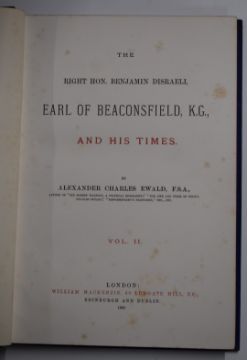 THE
RIGHT HON. BENJAMIN DISRAELI,
EARL OF BEACONSFIELD, K.G.,
AND HIS TIMES.
BY
ALEXANDER CHARLES EWALD, F.S.A.,
VOL. II.
LONDON:
WILLIAM MACKENZIE, 69 LUDGATE HILL, E.C.,
EDINBURGH AND DUBLIN.